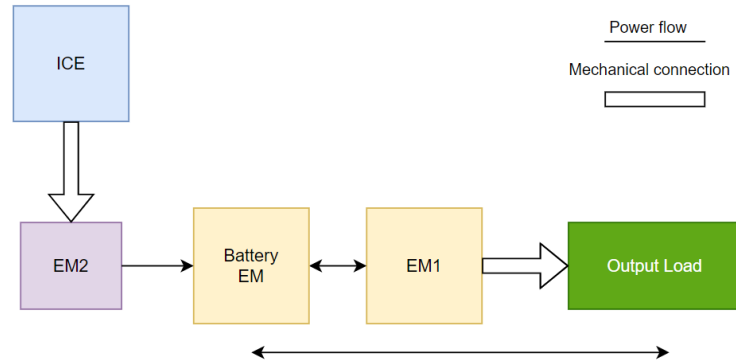 ICE
Power flow
Mechanical connection
EM2
Battery
EM
EM1
Output Load